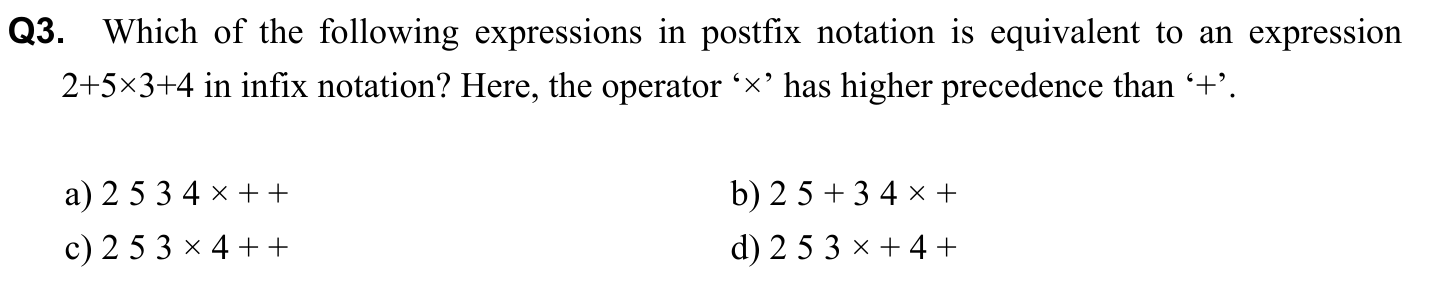 Q3. Which of the following expressions in postfix notation is equivalent to an expression
2+5×3+4 in infix notation? Here, the operator ‘×’ has higher precedence than ‘+’.
a) 2 5 3 4 × + + b) 2 5 + 3 4 × +
c) 2 5 3 × 4 + + d) 2 5 3 × + 4 +